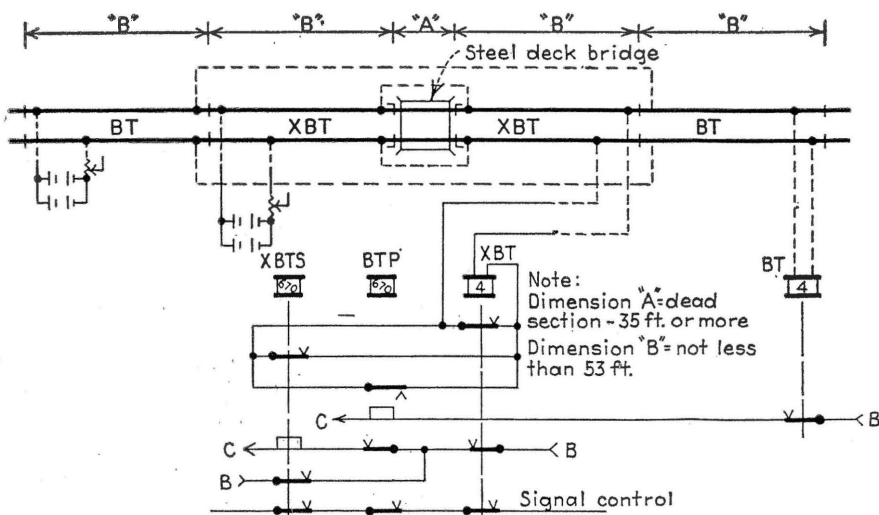 "B" "B" "A" "B" "B"
Steel deck bridge
BT XBT XBT BT
XBTS BTP XBT BT
670 670 4 4
Note:
Dimension "A"=dead
section-35 ft. or more
Dimension "B"=not less
than 53 ft.
C B
C B
B
Signal control